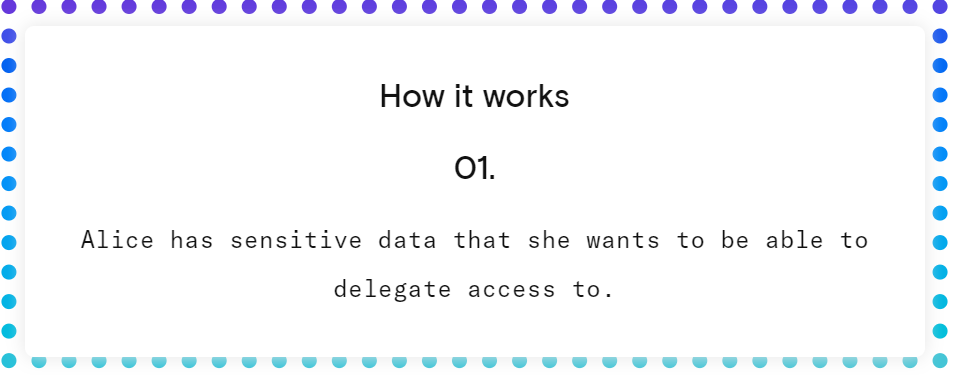 How it works
01.
Alice has sensitive data that she wants to be able to
delegate access to.